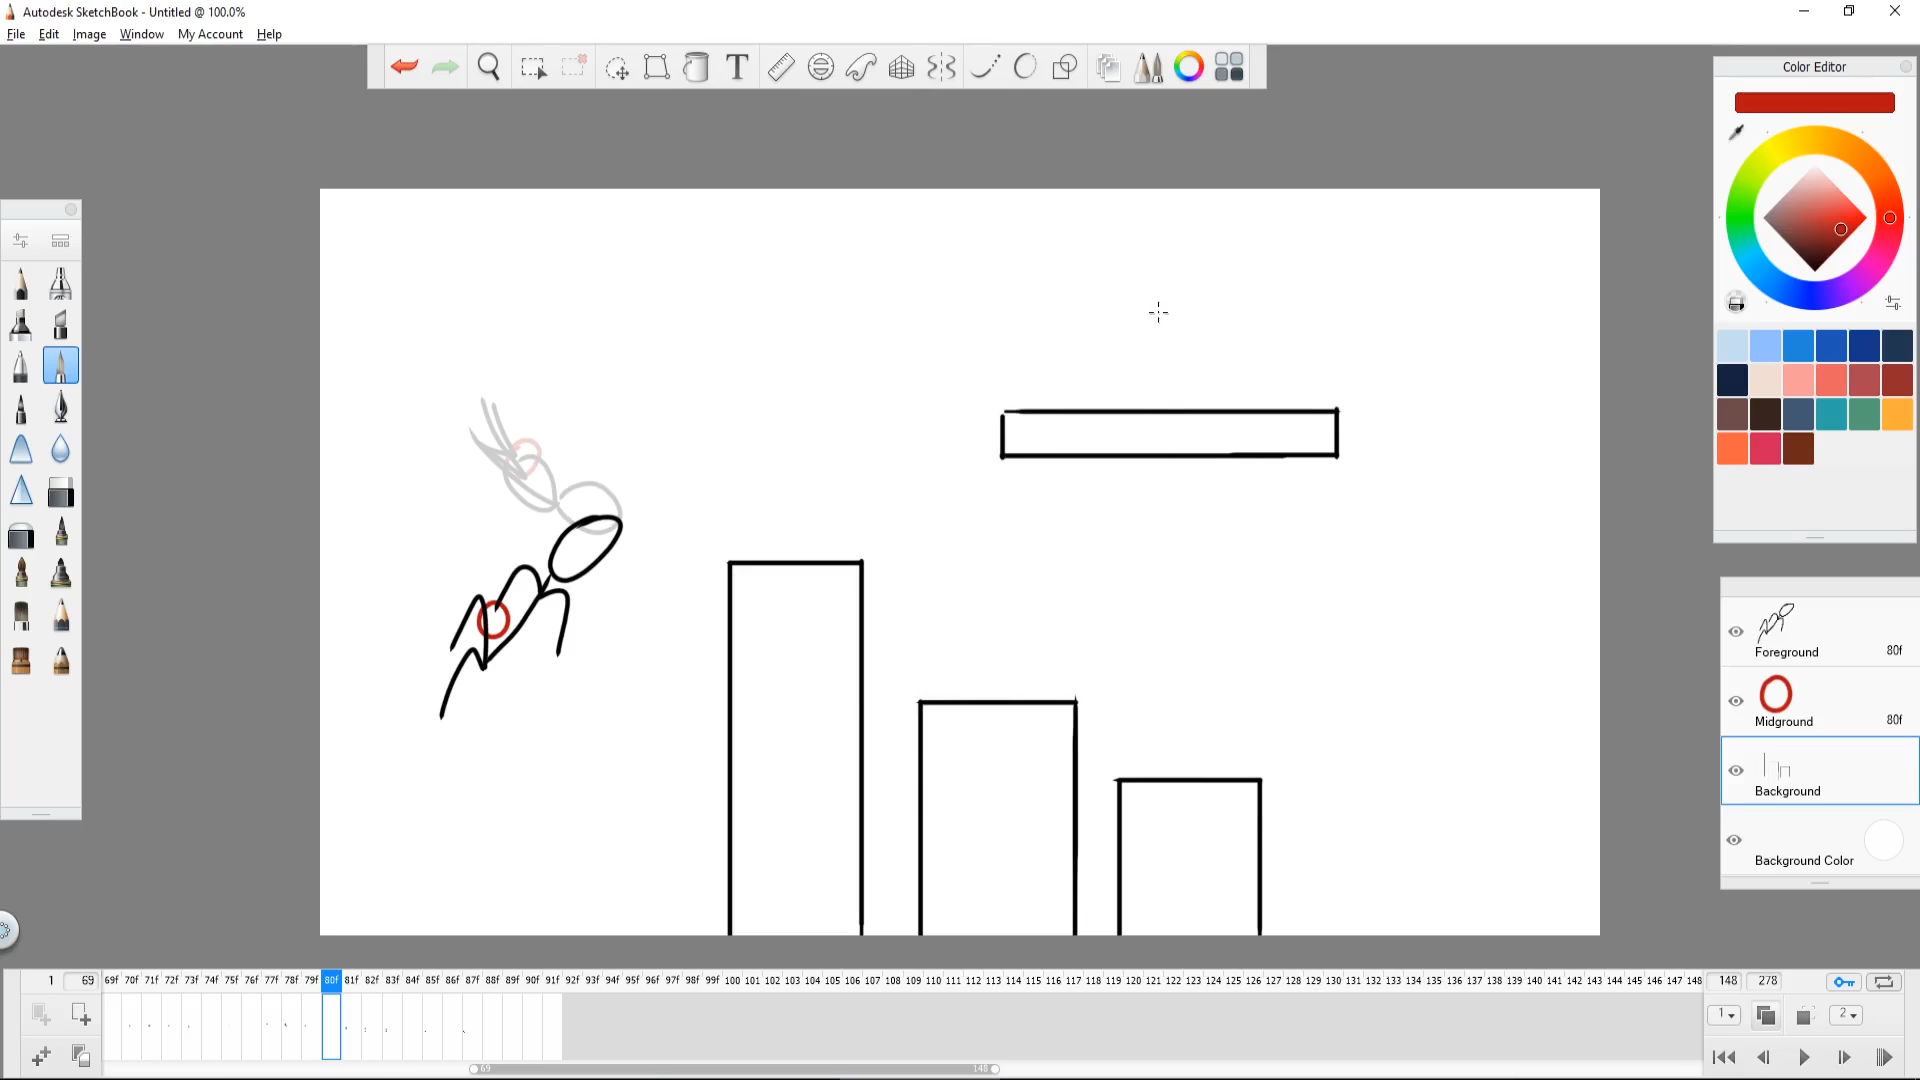 Autodesk SketchBook - Untitled @ 100.0%
File Edit Image Window My Account Help
T
Color Editor
Foreground 80f
Midground 80f
Background
Background Color
1 69 69f 70f 71f 72f 73f 74f 75f 76f 77f 78f 79f 80f 81f 82f 83f 84f 85f 86f 87f 88f 89f 90f 91f 92f 93f 94f 95f 96f 97f 98f 99f 100 101 102 103 104 105 106 107 108 109 110 111 112 113 114 115 116 117 118 119 120 121 122 123 124 125 126 127 128 129 130 131 132 133 134 135 136 137 138 139 140 141 142 143 144 145 146 147 148 148 278
1 2
69 148